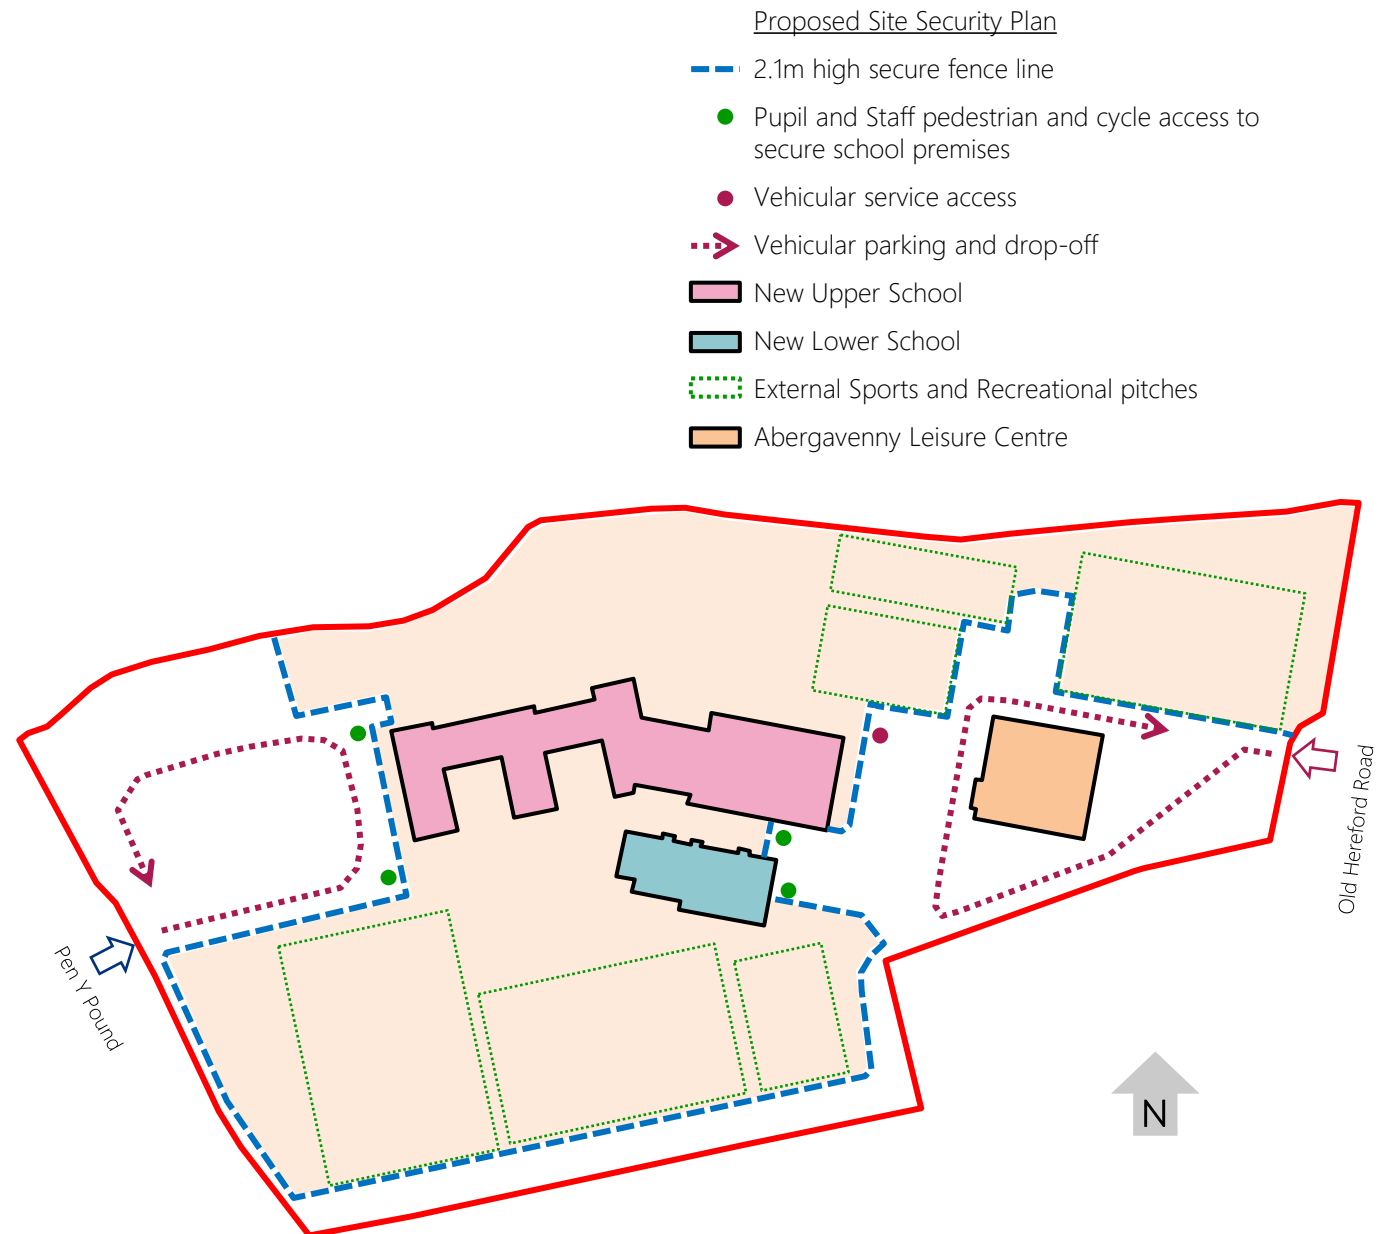 Proposed Site Security Plan
2.1m high secure fence line
Pupil and Staff pedestrian and cycle access to
secure school premises
Vehicular service access
Vehicular parking and drop-off
New Upper School
New Lower School
External Sports and Recreational pitches
Abergavenny Leisure Centre
Old Hereford Road
Pen Y Pound
N